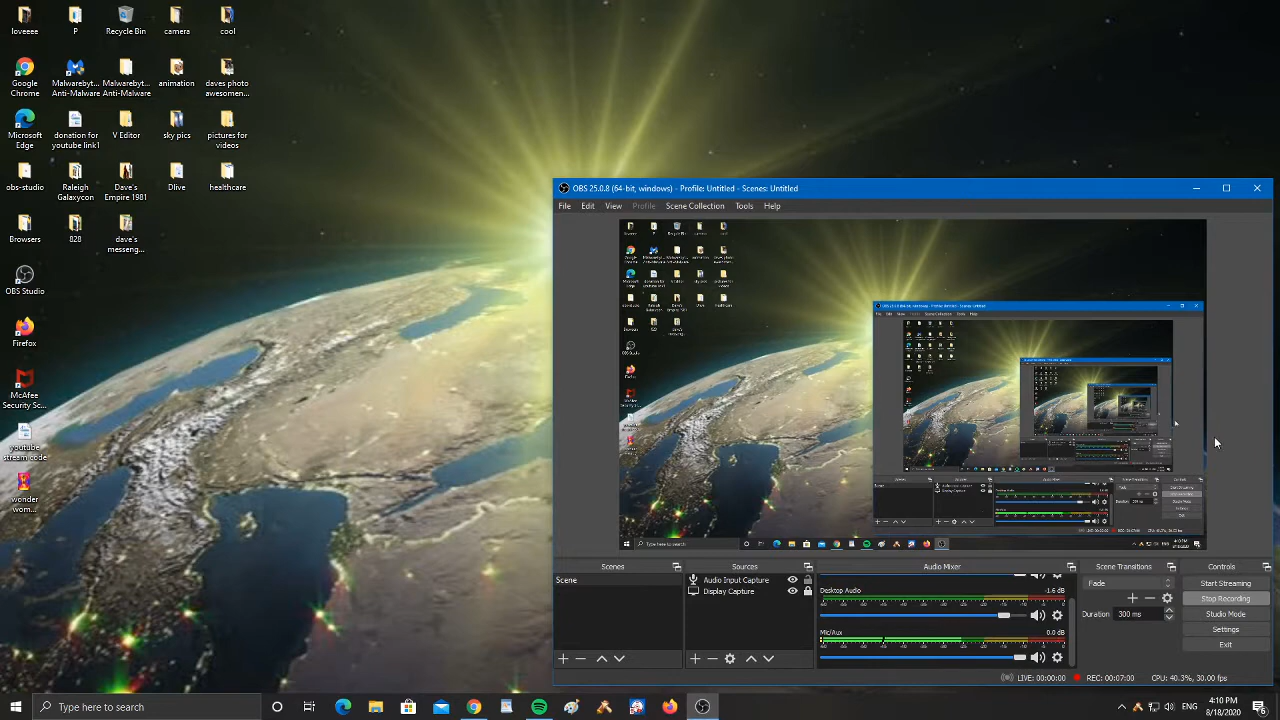 loveee
P
Recycle Bin
camera
cool
Google Chrome
Malwarebyt... Anti-Malware
Malwarebyt... Anti-Malware
animation
daves photo awesomen...
Microsoft Edge
donation for youtube link1
V Editor
sky pics
pictures for videos
obs-studio
Raleigh Galaxycon
Dave's Empire 1981
Dlive
healthcare
browsers
dave's messeng...
OBS Studio
Firefox
McAfee Security Sc...
youtube stream code
wonder wom...
OBS 25.0.8 (64-bit, windows) - Profile: Untitled - Scenes: Untitled
File Edit View Profile Scene Collection Tools Help
Scenes
Sources
Audio Mixer
Scene Transitions
Controls
Scene
Audio Input Capture
Display Capture
Desktop Audio -1.6 dB
Mic/Aux 0.0 dB
Fade
Duration 300 ms
Start Streaming
Stop Recording
Studio Mode
Settings
Exit
LIVE: 00:00:00 REC: 00:07:00 CPU: 40.3%, 30.00 fps
Type here to search
ENG
4:10 PM
8/18/2020